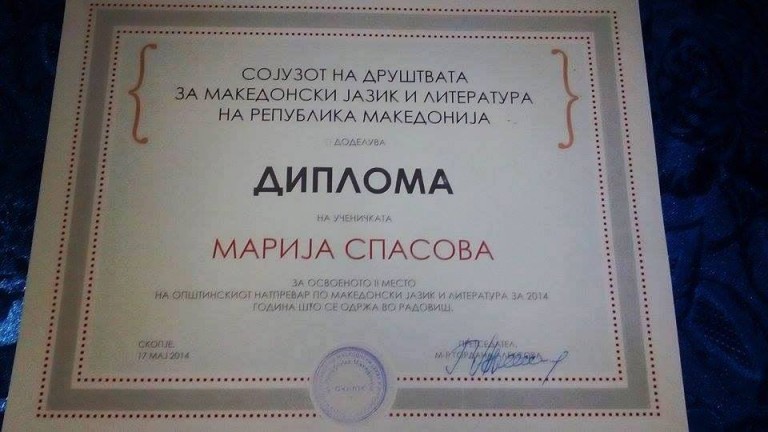 СОЈУЗОТ НА ДРУШТВАТА
ЗА МАКЕДОНСКИ ЈАЗИК И ЛИТЕРАТУРА
НА РЕПУБЛИКА МАКЕДОНИЈА
ДОДЕЛУВА
ДИПЛОМА
НА УЧЕНИЧКАТА
МАРИЈА СПАСОВА
ЗА ОСВОЕНОТО II МЕСТО
НА ОПШТИНСКИОТ НАТПРЕВАР ПО МАКЕДОНСКИ ЈАЗИК И ЛИТЕРАТУРА ЗА 2014
ГОДИНА ШТО СЕ ОДРЖА ВО РАДОВИШ.
СКОПЈЕ,
17 МАЈ 2014
ПРЕТСЕДАТЕЛ,
М-Р